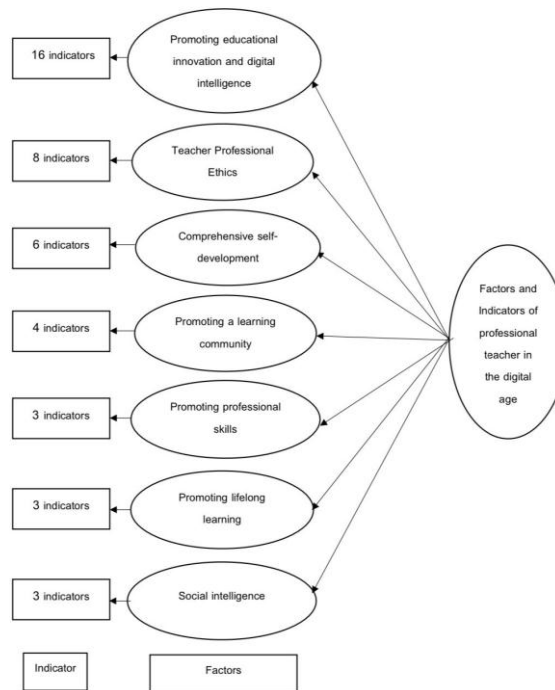 16 indicators
Promoting educational
innovation and digital
intelligence
8 indicators
Teacher Professional
Ethics
6 indicators
Comprehensive self-
development
4 indicators
Promoting a learning
community
3 indicators
Promoting professional
skills
3 indicators
Promoting lifelong
learning
3 indicators
Social intelligence
Factors and
Indicators of
professional
teacher in
the digital
age
Indicator
Factors